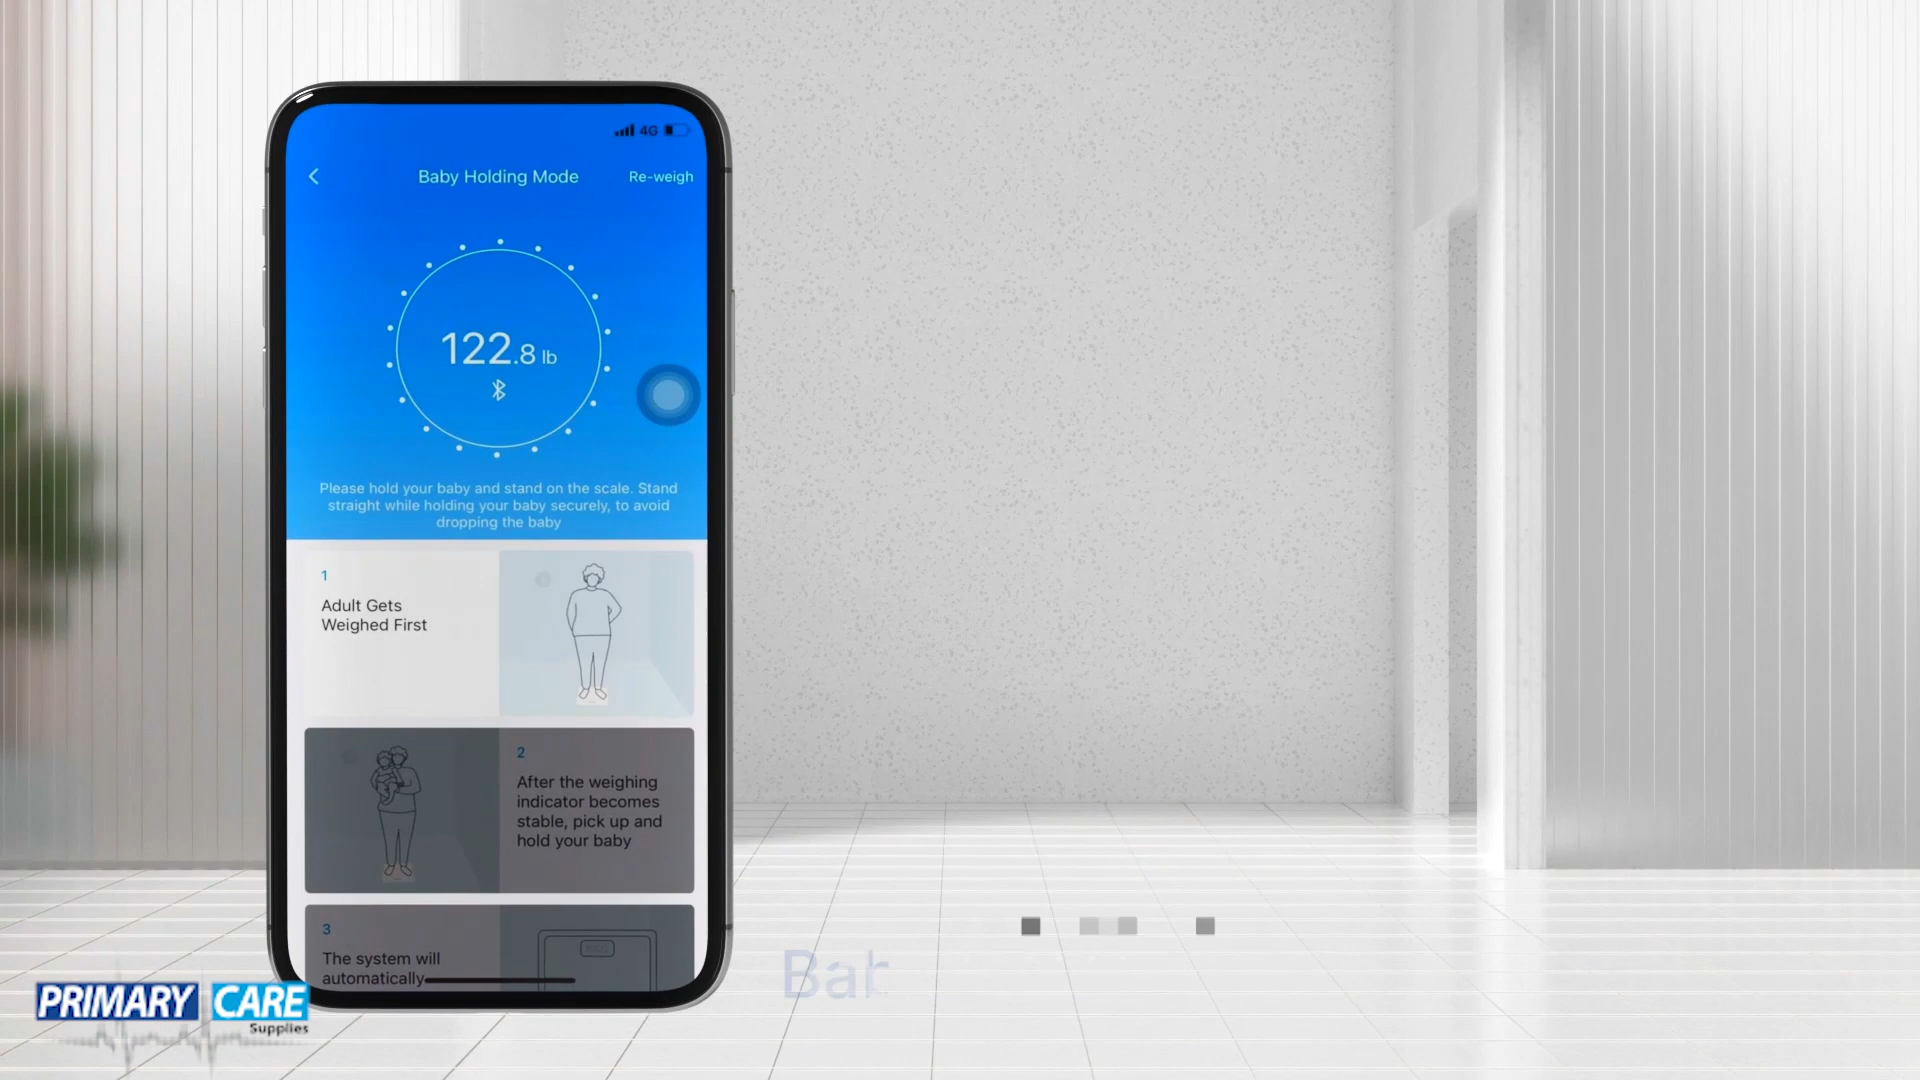 4G
Baby Holding Mode
Re-weigh
122.8 lb
Please hold your baby and stand on the scale. Stand
straight while holding your baby securely, to avoid
dropping the baby
1
Adult Gets
Weighed First
2
After the weighing
indicator becomes
stable, pick up and
hold your baby
3
The system will
automatically
PRIMARY CARE
Supplies